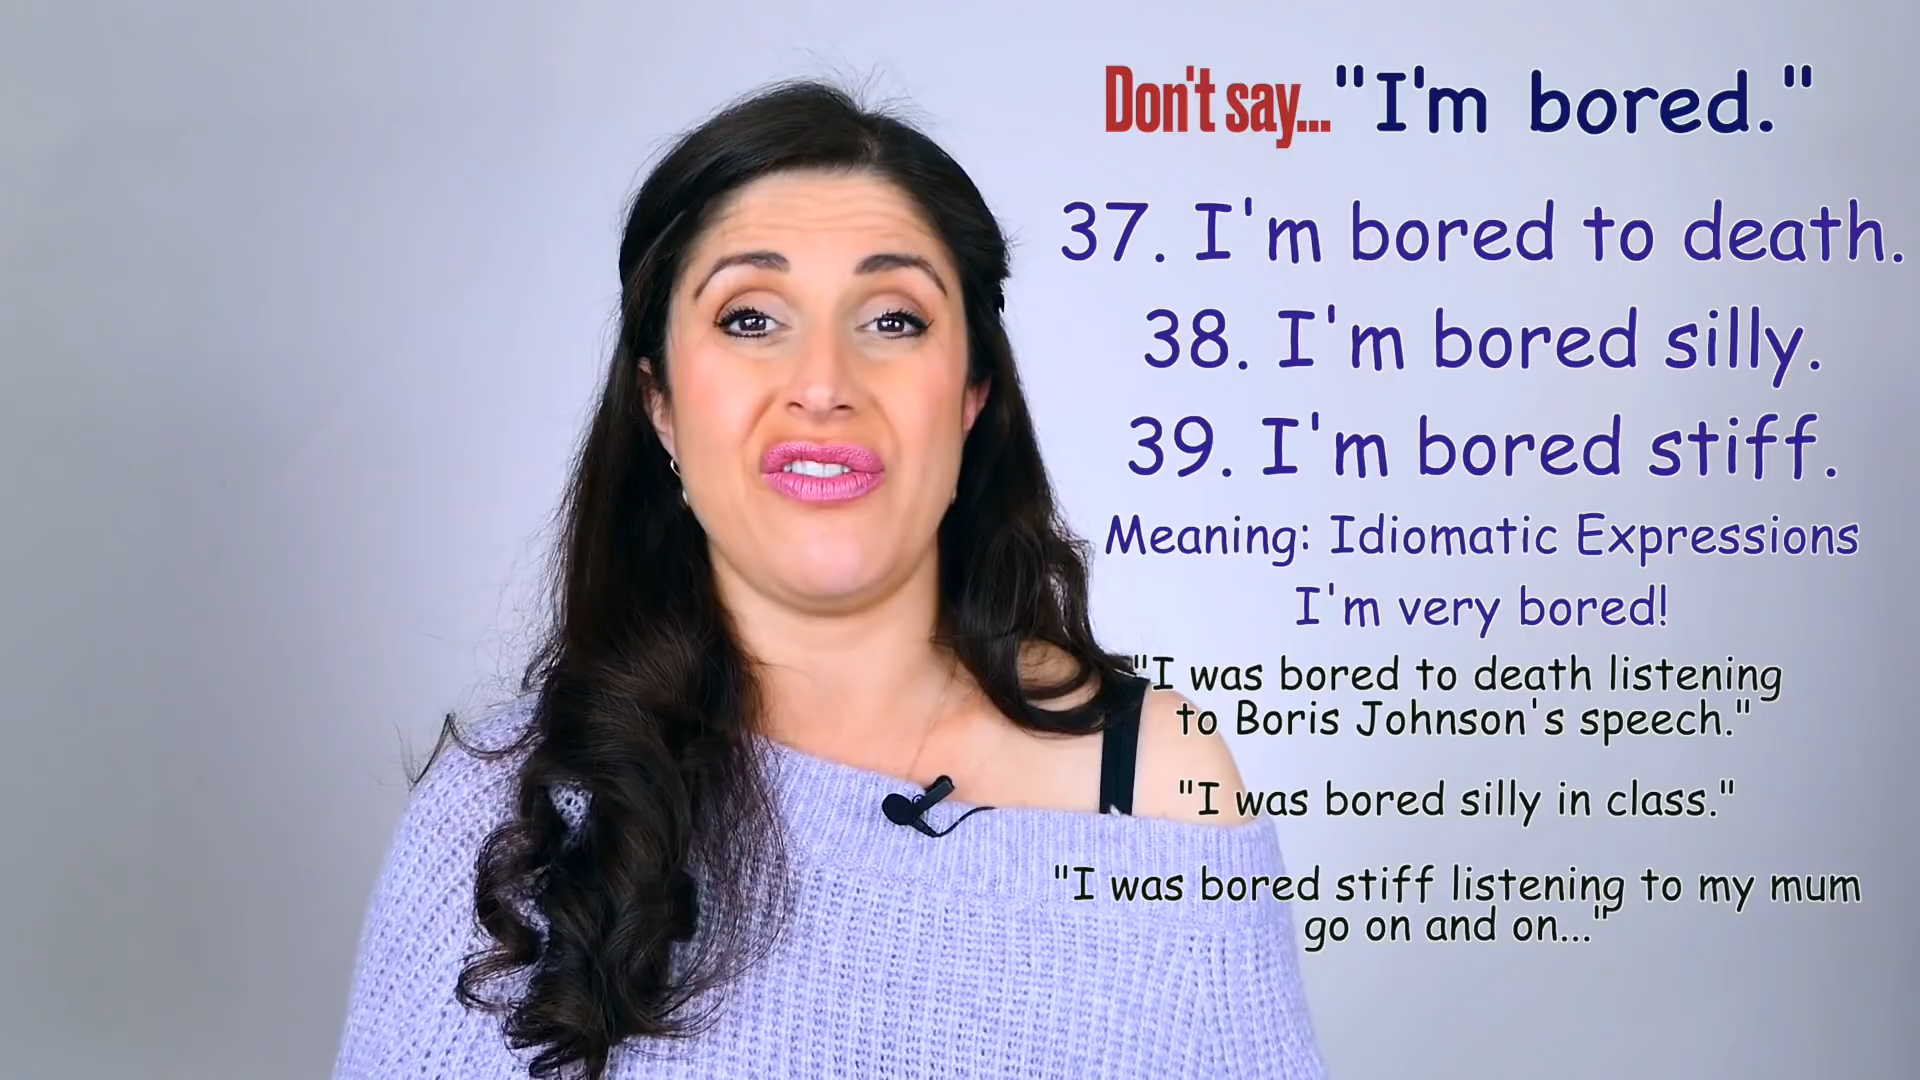 Don't say... "I'm bored."
37. I'm bored to death.
38. I'm bored silly.
39. I'm bored stiff.
Meaning: Idiomatic Expressions
I'm very bored!
"I was bored to death listening
to Boris Johnson's speech."
"I was bored silly in class."
"I was bored stiff listening to my mum
go on and on..."